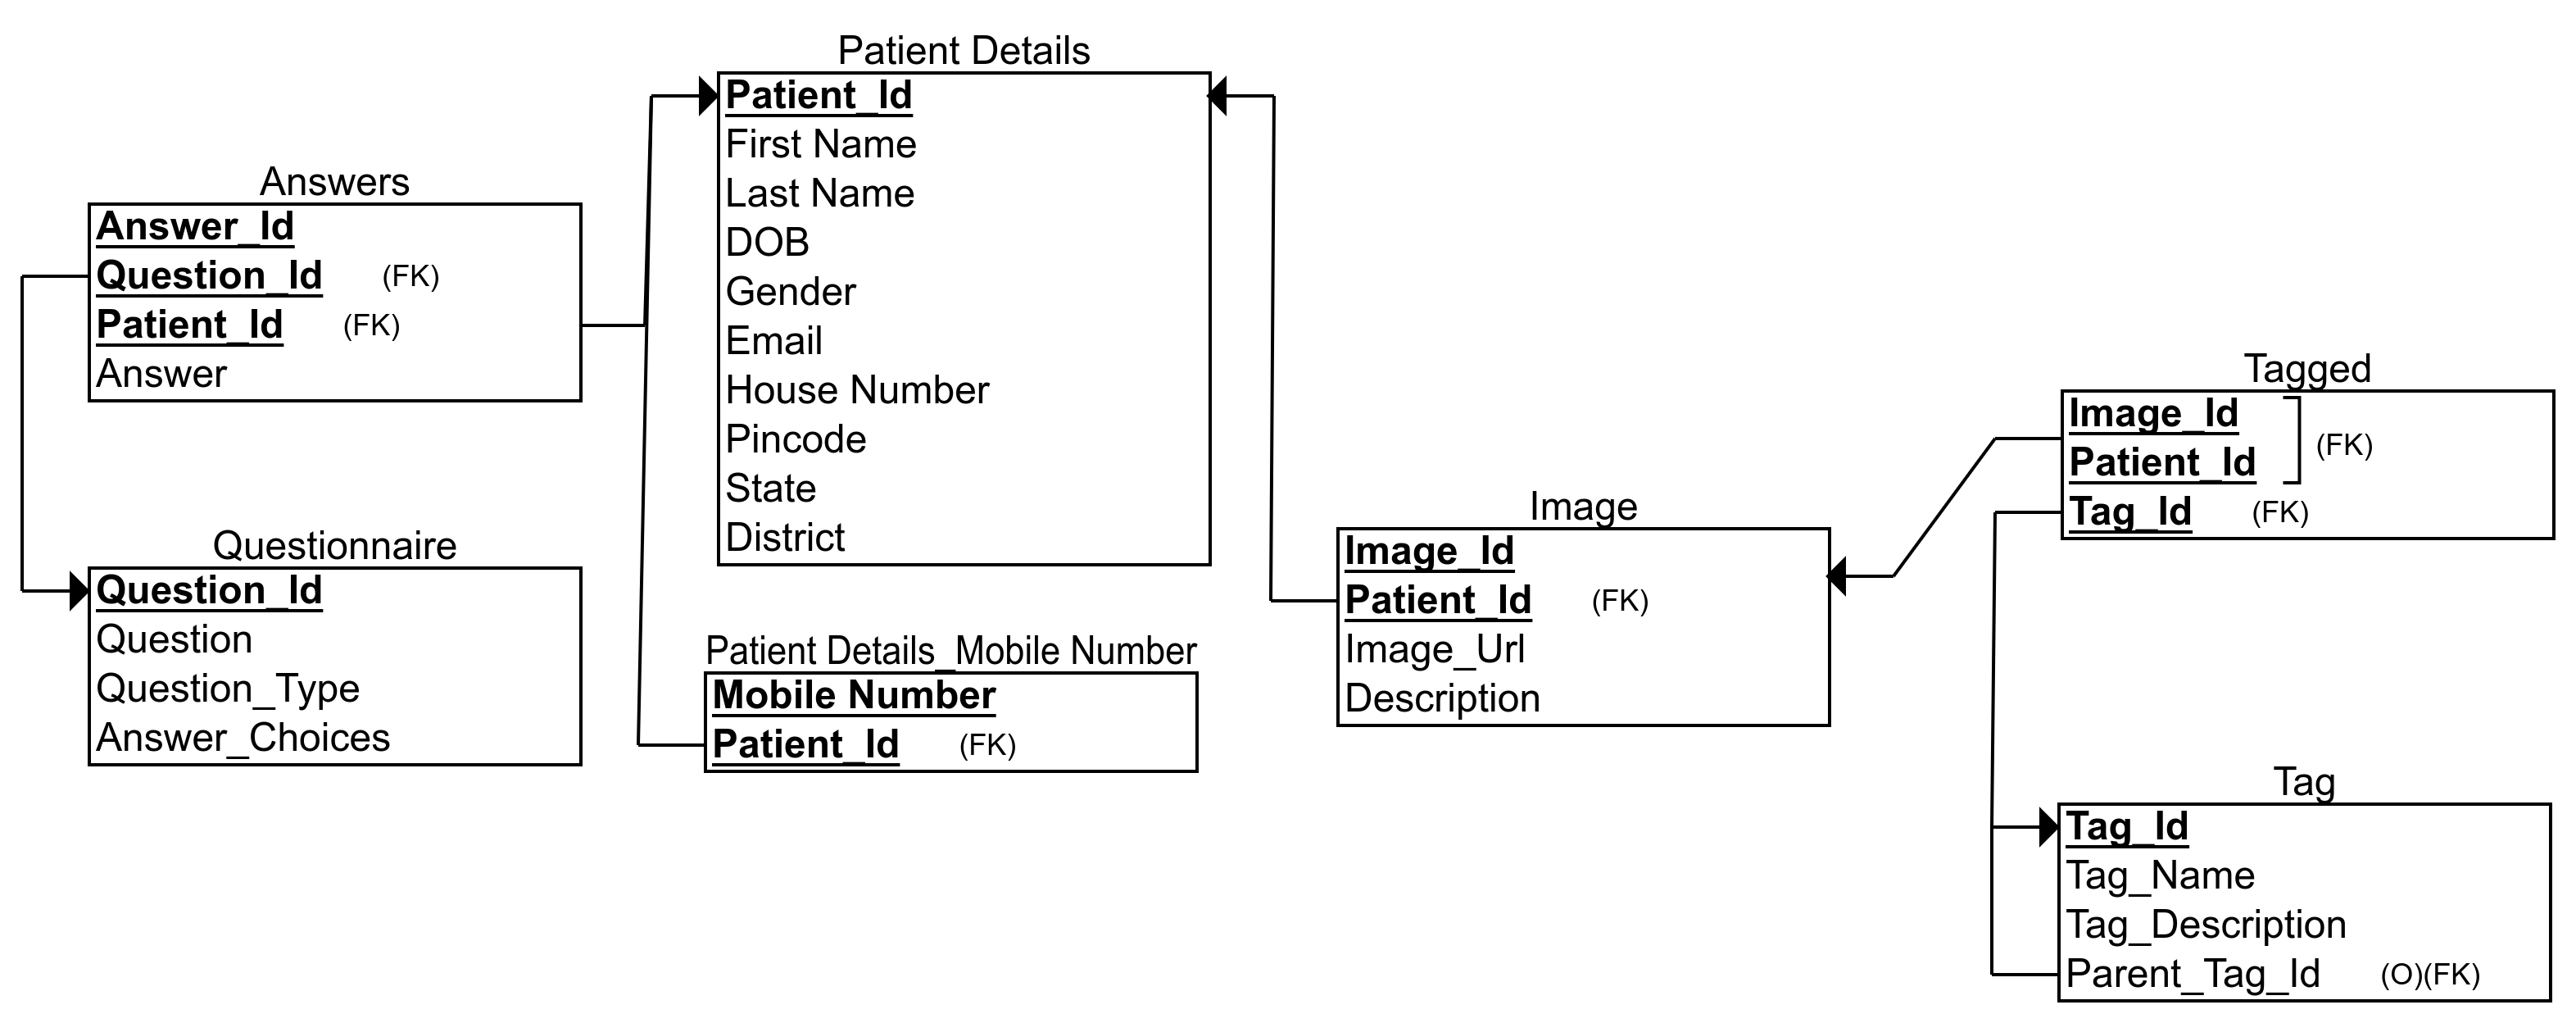 Patient Details
Patient_Id
First Name
Last Name
DOB
Gender
Email
House Number
Pincode
State
District
Answers
Answer_Id
Question_Id (FK)
Patient_Id (FK)
Answer
Questionnaire
Question_Id
Question
Question_Type
Answer_Choices
Patient Details_Mobile Number
Mobile Number
Patient_Id (FK)
Image
Image_Id
Patient_Id (FK)
Image_Url
Description
Tagged
Image_Id
Patient_Id
(FK)
Tag_Id (FK)
Tag
Tag_Id
Tag_Name
Tag_Description
Parent_Tag_Id (O)(FK)